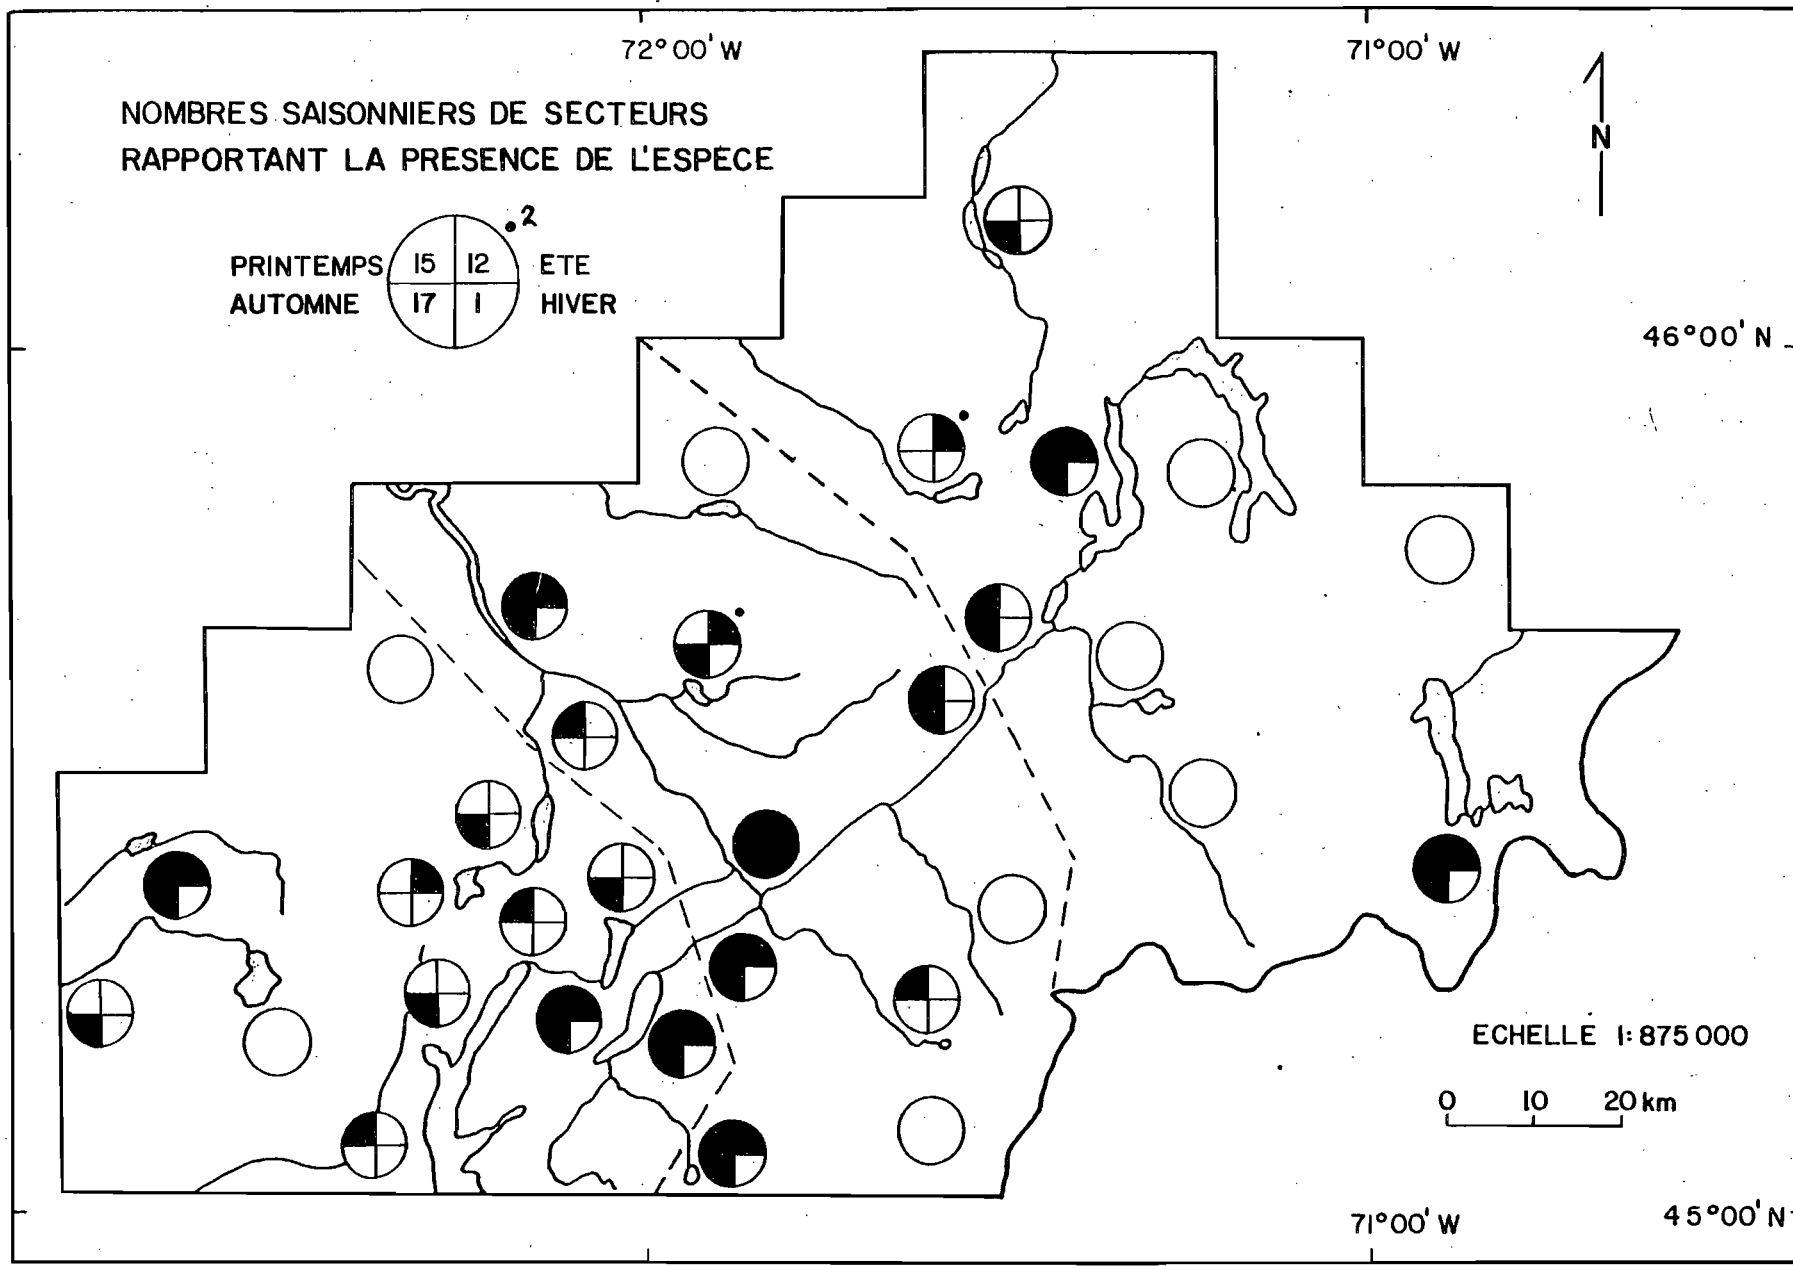 72°00' W
71°00' W
NOMBRES SAISONNIERS DE SECTEURS
RAPPORTANT LA PRESENCE DE L'ESPÈCE
N
2
PRINTEMPS 15 12 ETE
AUTOMNE 17 1 HIVER
46°00' N
ECHELLE 1:875 000
0 10 20 km
71°00' W
45°00' N